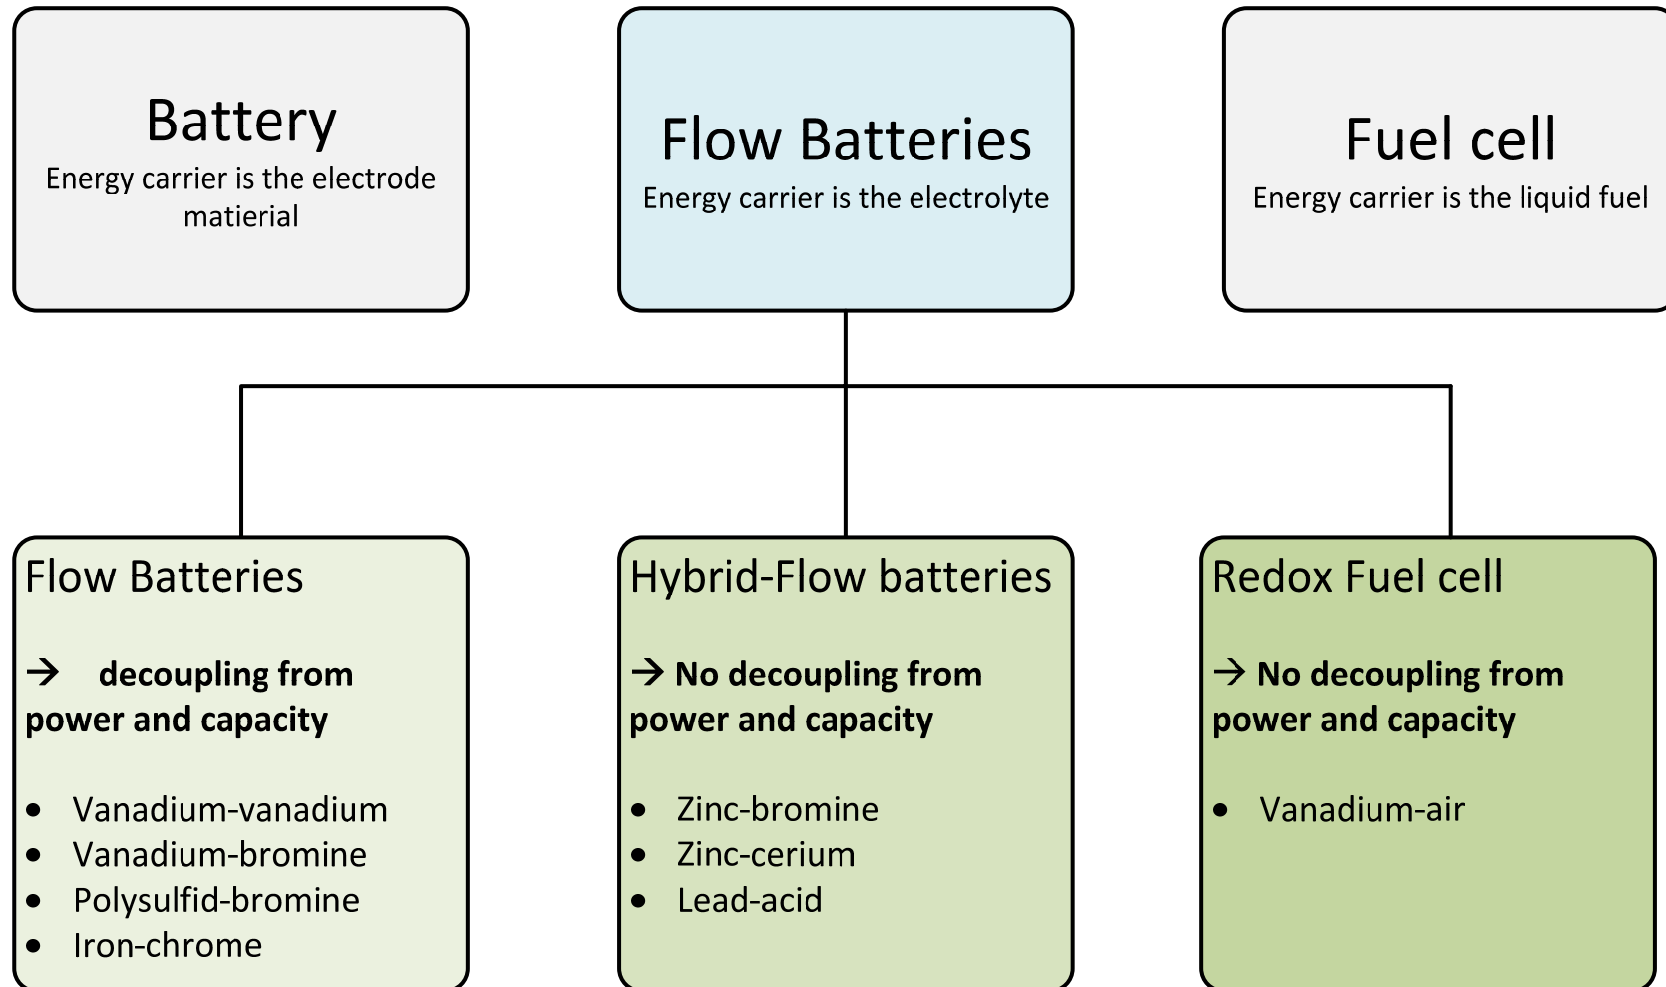 Battery
Energy carrier is the electrode
matierial
Flow Batteries
Energy carrier is the electrolyte
Fuel cell
Energy carrier is the liquid fuel
Flow Batteries
→ decoupling from
power and capacity
• Vanadium-vanadium
• Vanadium-bromine
• Polysulfid-bromine
• Iron-chrome
Hybrid-Flow batteries
→ No decoupling from
power and capacity
• Zinc-bromine
• Zinc-cerium
• Lead-acid
Redox Fuel cell
→ No decoupling from
power and capacity
• Vanadium-air